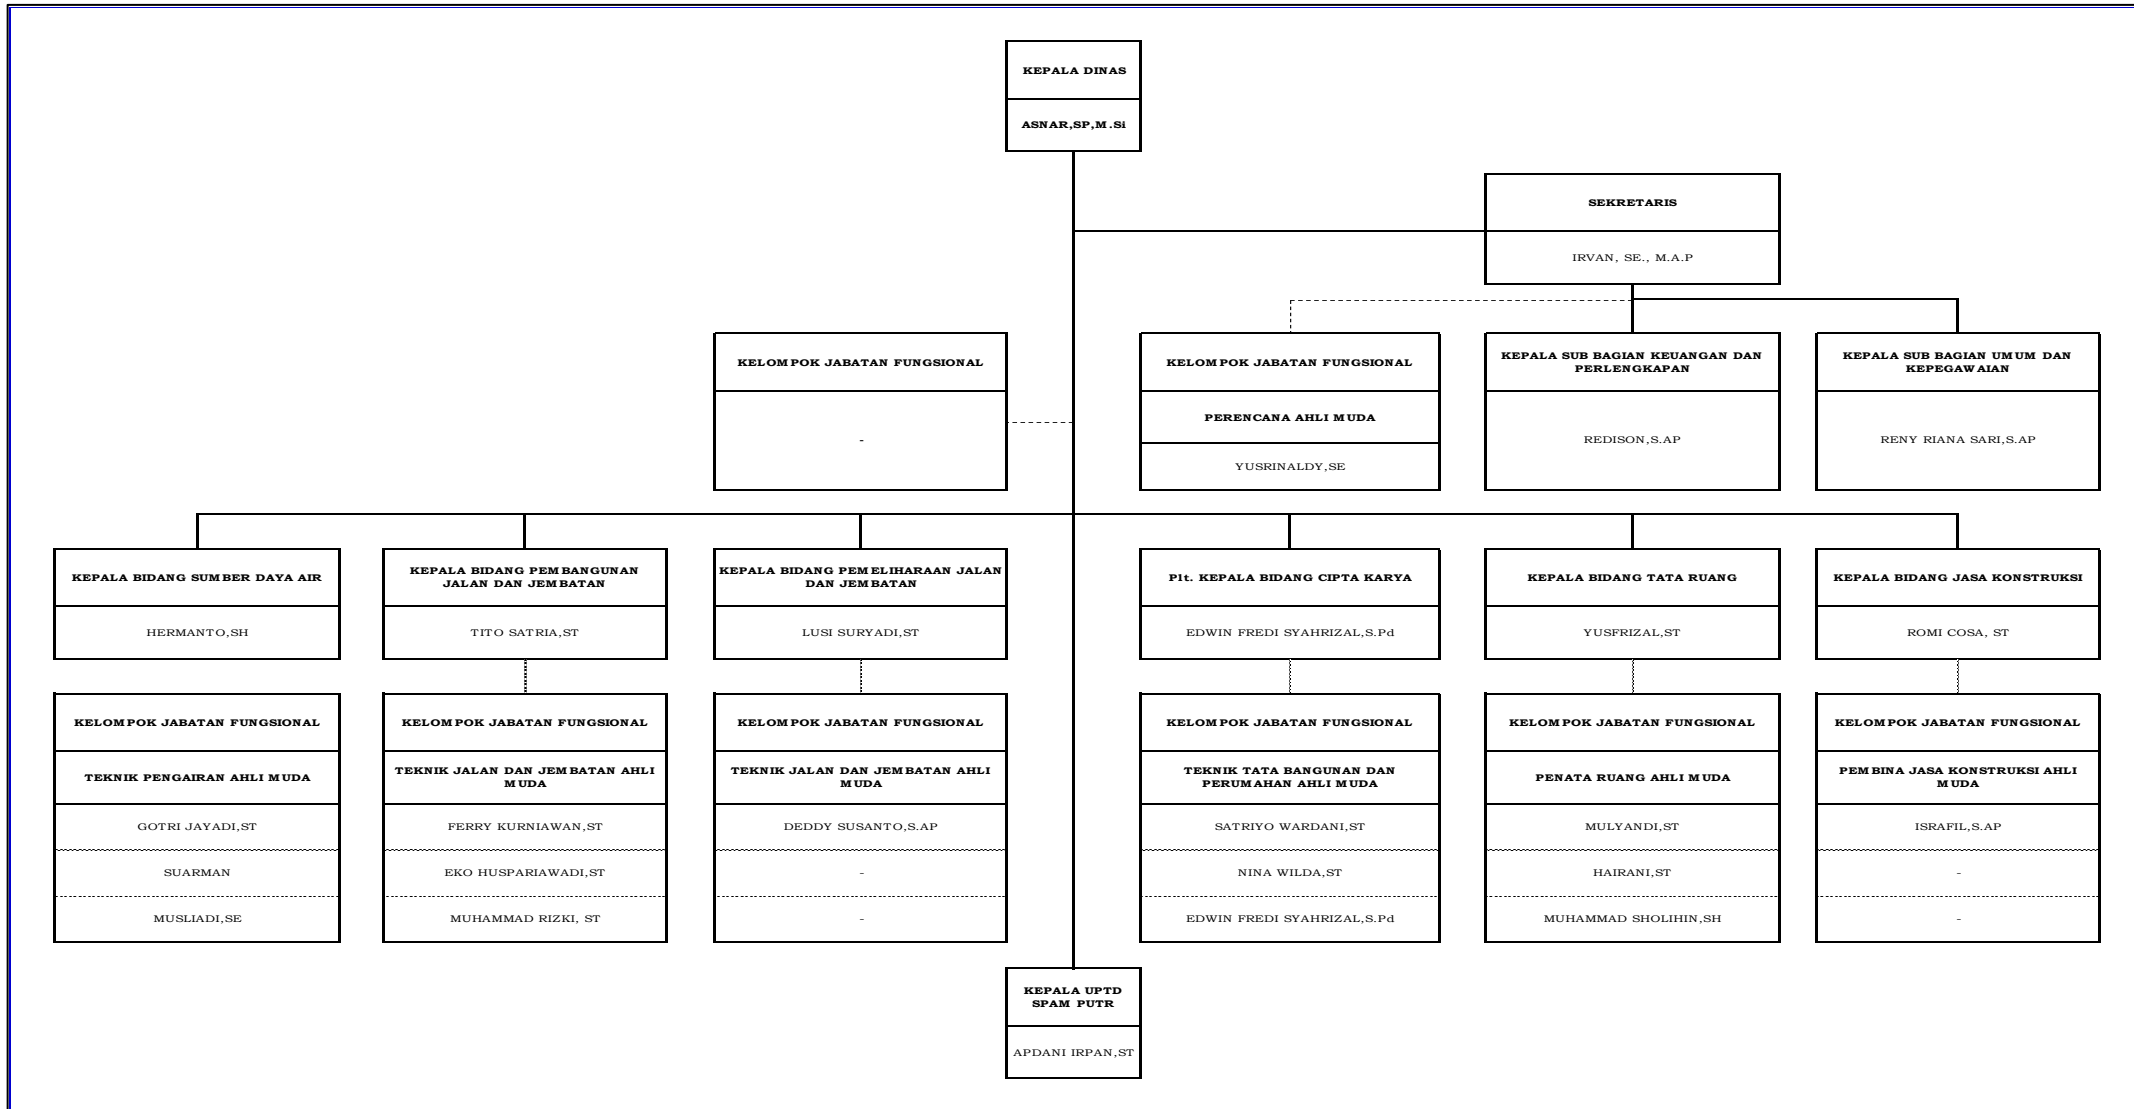 KEPALA DINAS
ASNAR,SP,M.Si
SEKRETARIS
IRVAN, SE., M.A.P
KELOMPOK JABATAN FUNGSIONAL
-
KELOMPOK JABATAN FUNGSIONAL
PERENCANA AHLI MUDA
YUSRINALDY,SE
KEPALA SUB BAGIAN KEUANGAN DAN
PERLENGKAPAN
REDISON,S.AP
KEPALA SUB BAGIAN UMUM DAN
KEPEGAWAIAN
RENY RIANA SARI,S.AP
KEPALA BIDANG SUMBER DAYA AIR
HERMANTO,SH
KEPALA BIDANG PEMBANGUNAN
JALAN DAN JEMBATAN
TITO SATRIA,ST
KEPALA BIDANG PEMELIHARAAN JALAN
DAN JEMBATAN
LUSI SURYADI,ST
Plt. KEPALA BIDANG CIPTA KARYA
EDWIN FREDI SYAHRIZAL,S.Pd
KEPALA BIDANG TATA RUANG
YUSFRIZAL,ST
KEPALA BIDANG JASA KONSTRUKSI
ROMI COSA, ST
KELOMPOK JABATAN FUNGSIONAL
TEKNIK PENGAIRAN AHLI MUDA
GOTRI JAYADI,ST
SUARMAN
MUSLIADI,SE
KELOMPOK JABATAN FUNGSIONAL
TEKNIK JALAN DAN JEMBATAN AHLI
MUDA
FERRY KURNIAWAN,ST
EKO HUSPARIAWADI,ST
MUHAMMAD RIZKI, ST
KELOMPOK JABATAN FUNGSIONAL
TEKNIK JALAN DAN JEMBATAN AHLI
MUDA
DEDDY SUSANTO,S.AP
-
-
KELOMPOK JABATAN FUNGSIONAL
TEKNIK TATA BANGUNAN DAN
PERUMAHAN AHLI MUDA
SATRIYO WARDANI,ST
NINA WILDA,ST
EDWIN FREDI SYAHRIZAL,S.Pd
KELOMPOK JABATAN FUNGSIONAL
PENATA RUANG AHLI MUDA
MULYANDI,ST
HAIRANI,ST
MUHAMMAD SHOLIHIN,SH
KELOMPOK JABATAN FUNGSIONAL
PEMBINA JASA KONSTRUKSI AHLI
MUDA
ISRAFIL,S.AP
-
-
KEPALA UPTD
SPAM PUTR
APDANI IRPAN,ST